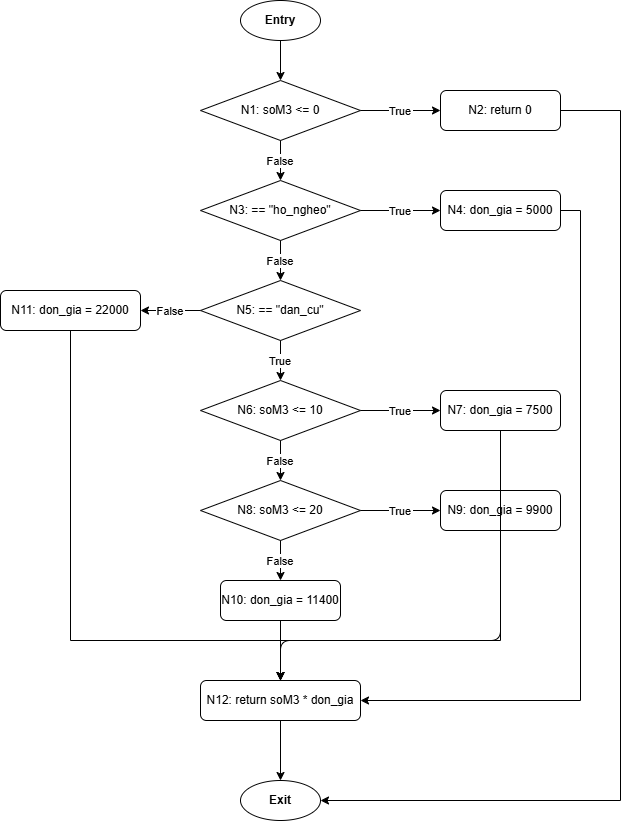 Entry
N1: soM3 <= 0
True
N2: return 0
False
N3: == "ho_ngheo"
True
N4: don_gia = 5000
False
N11: don_gia = 22000
False
N5: == "dan_cu"
True
N6: soM3 <= 10
True
N7: don_gia = 7500
False
N8: soM3 <= 20
True
N9: don_gia = 9900
False
N10: don_gia = 11400
N12: return soM3 * don_gia
Exit